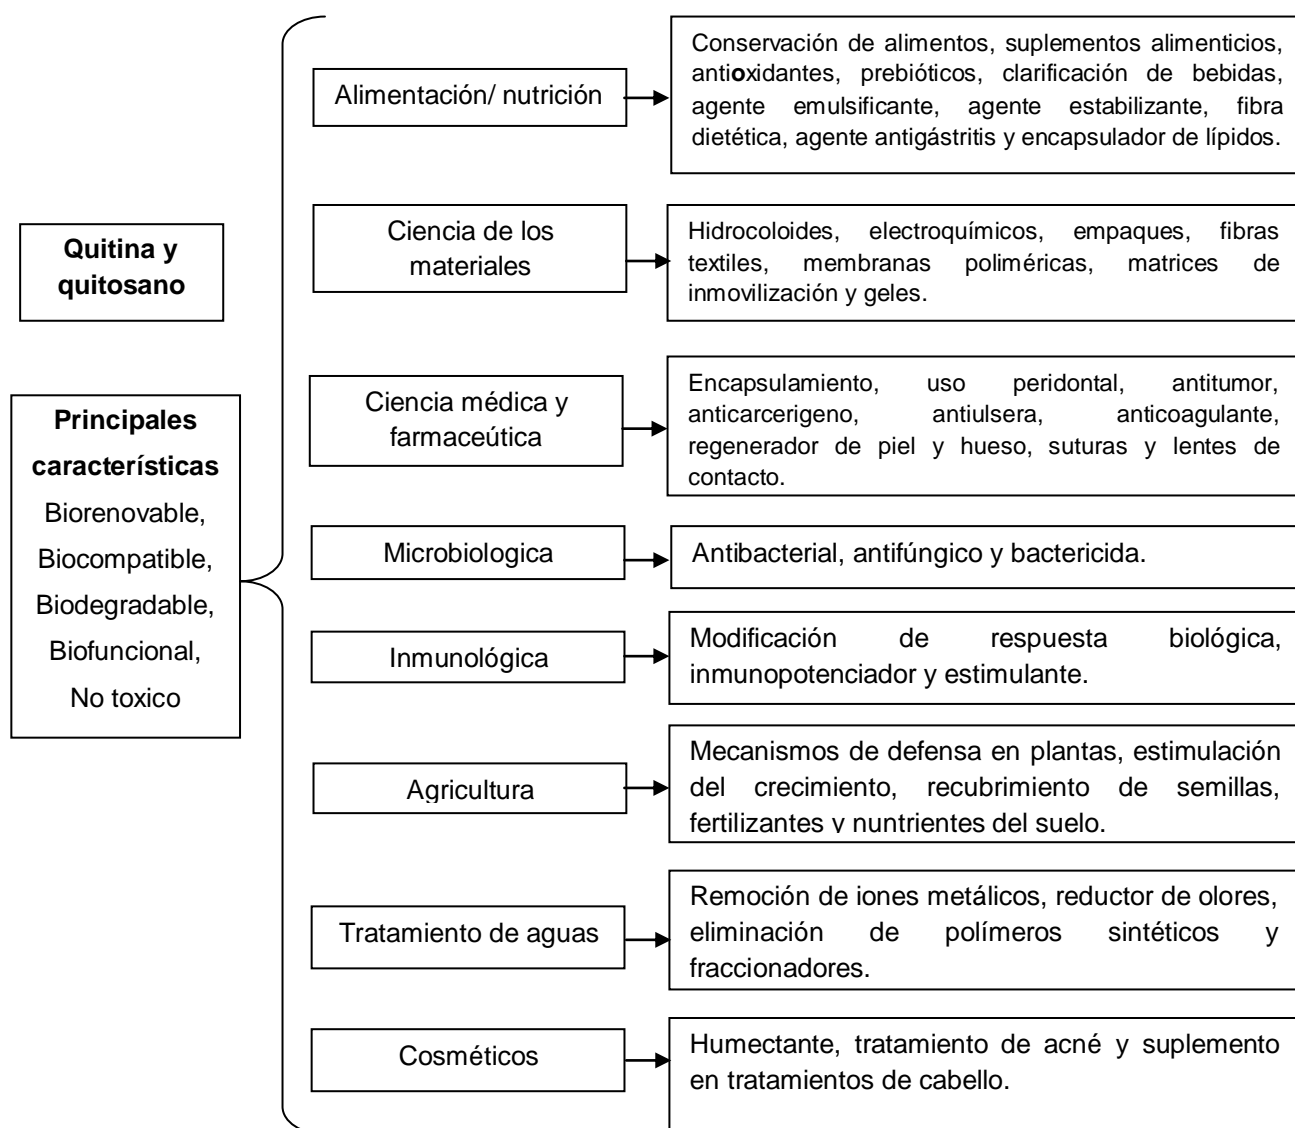 Quitina y
quitosano
Principales
características
Biorenovable,
Biocompatible,
Biodegradable,
Biofuncional,
No toxico
Alimentación/ nutrición
Conservación de alimentos, suplementos alimenticios,
antioxidantes, prebióticos, clarificación de bebidas,
agente emulsificante, agente estabilizante, fibra
dietética, agente antigástritis y encapsulador de lípidos.
Ciencia de los
materiales
Hidrocoloides, electroquímicos, empaques, fibras
textiles, membranas poliméricas, matrices de
inmovilización y geles.
Ciencia médica y
farmaceútica
Encapsulamiento, uso peridontal, antitumor,
anticarcerigeno, antiulsera, anticoagulante,
regenerador de piel y hueso, suturas y lentes de
contacto.
Microbiologica
Antibacterial, antifúngico y bactericida.
Inmunológica
Modificación de respuesta biológica,
inmunopotenciador y estimulante.
Agricultura
Mecanismos de defensa en plantas, estimulación
del crecimiento, recubrimiento de semillas,
fertilizantes y nuntrientes del suelo.
Tratamiento de aguas
Remoción de iones metálicos, reductor de olores,
eliminación de polímeros sintéticos y
fraccionadores.
Cosméticos
Humectante, tratamiento de acné y suplemento
en tratamientos de cabello.